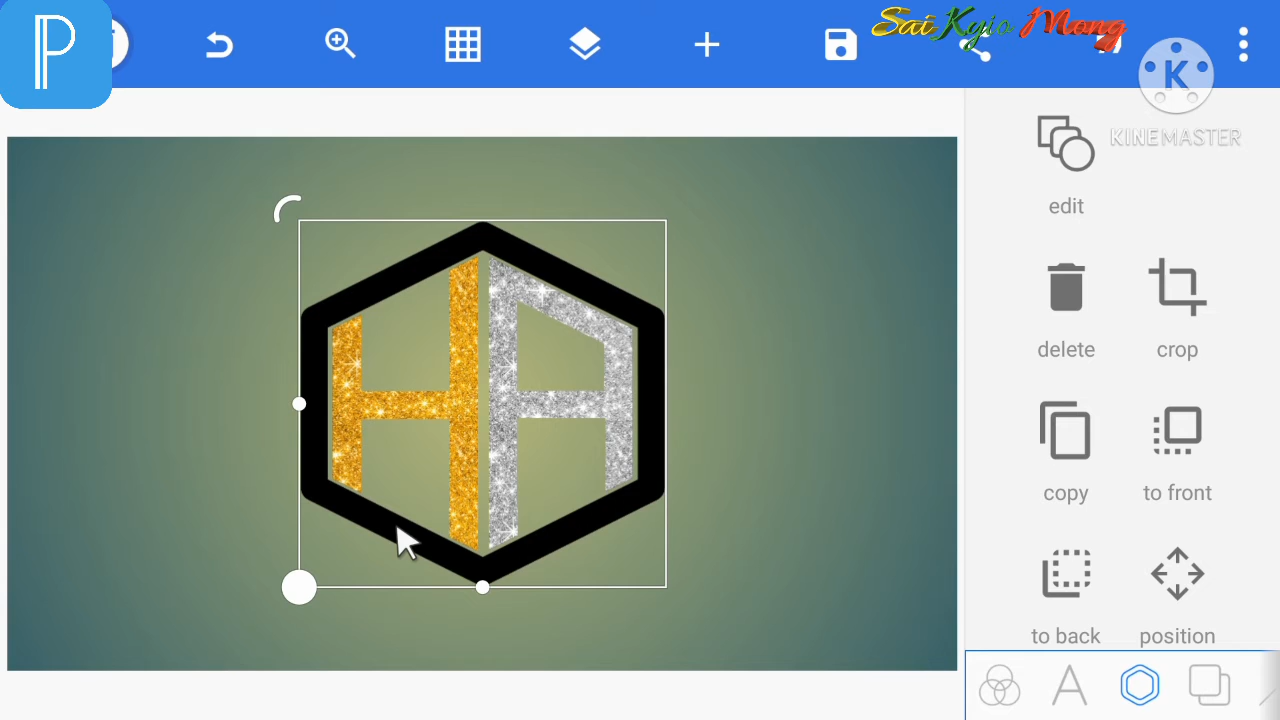 Sai Kyio Mong
K
KINEMASTER
edit
delete
crop
copy
to front
to back
position
HA